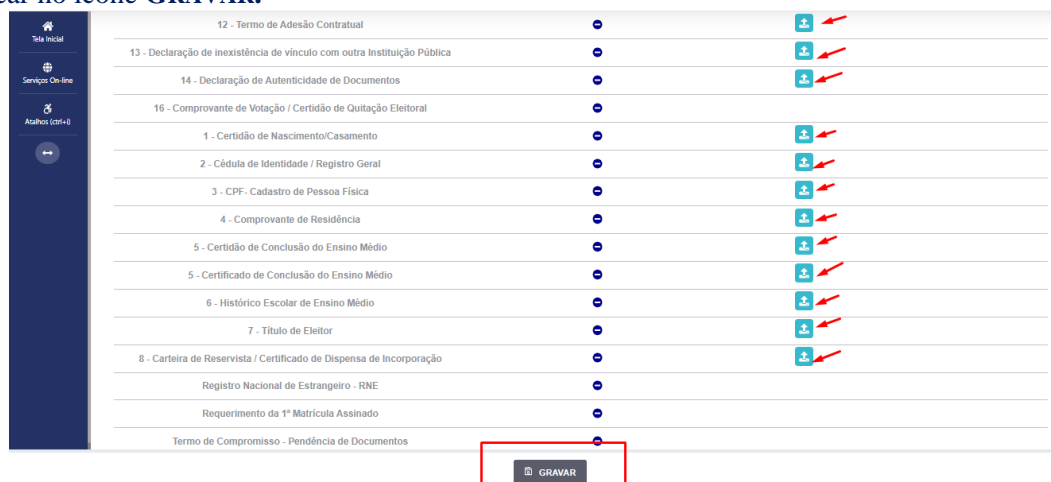 no ícone GRAVAR.
Tela Inicial
Serviços On-line
Atalhos (ctrl+i)
12 - Termo de Adesão Contratual
13 - Declaração de inexistência de vínculo com outra Instituição Pública
14 - Declaração de Autenticidade de Documentos
16 - Comprovante de Votação / Certidão de Quitação Eleitoral
1 - Certidão de Nascimento/Casamento
2 - Cédula de Identidade / Registro Geral
3 - CPF- Cadastro de Pessoa Física
4 - Comprovante de Residência
5 - Certidão de Conclusão do Ensino Médio
5 - Certificado de Conclusão do Ensino Médio
6 - Histórico Escolar de Ensino Médio
7 - Título de Eleitor
8 - Carteira de Reservista / Certificado de Dispensa de Incorporação
Registro Nacional de Estrangeiro - RNE
Requerimento da 1ª Matrícula Assinado
Termo de Compromisso - Pendência de Documentos
GRAVAR